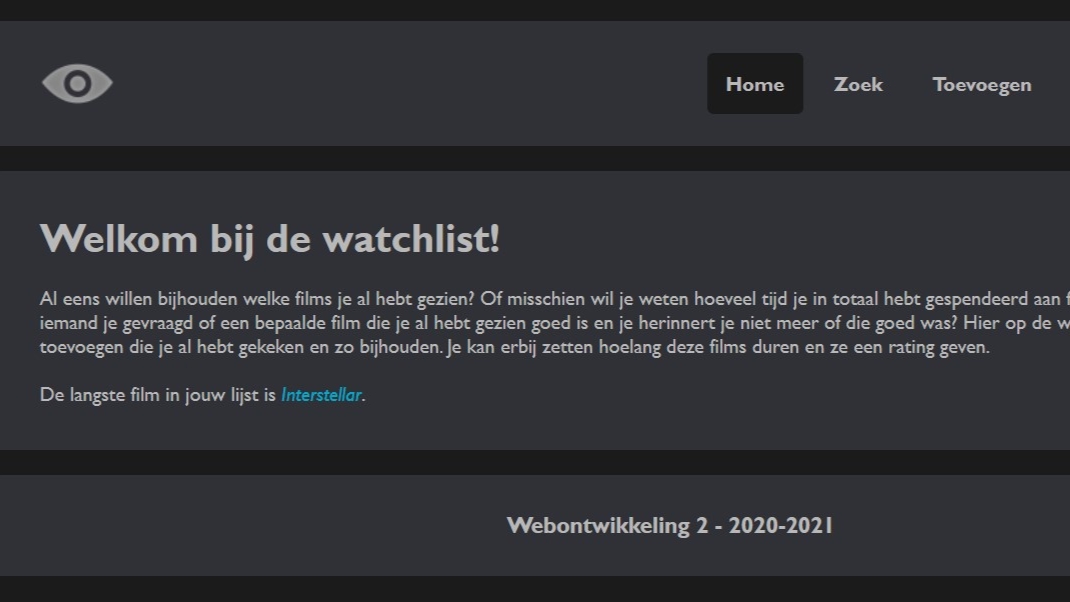 Home Zoek Toevoegen
Welkom bij de watchlist!
Al eens willen bijhouden welke films je al hebt gezien? Of misschien wil je weten hoeveel tijd je in totaal hebt gespendeerd aan
iemand je gevraagd of een bepaalde film die je al hebt gezien goed is en je herinnert je niet meer of die goed was? Hier op de
toevoegen die je al hebt gekeken en zo bijhouden. Je kan erbij zetten hoelang deze films duren en ze een rating geven.
De langste film in jouw lijst is Interstellar.
Webontwikkeling 2 - 2020-2021